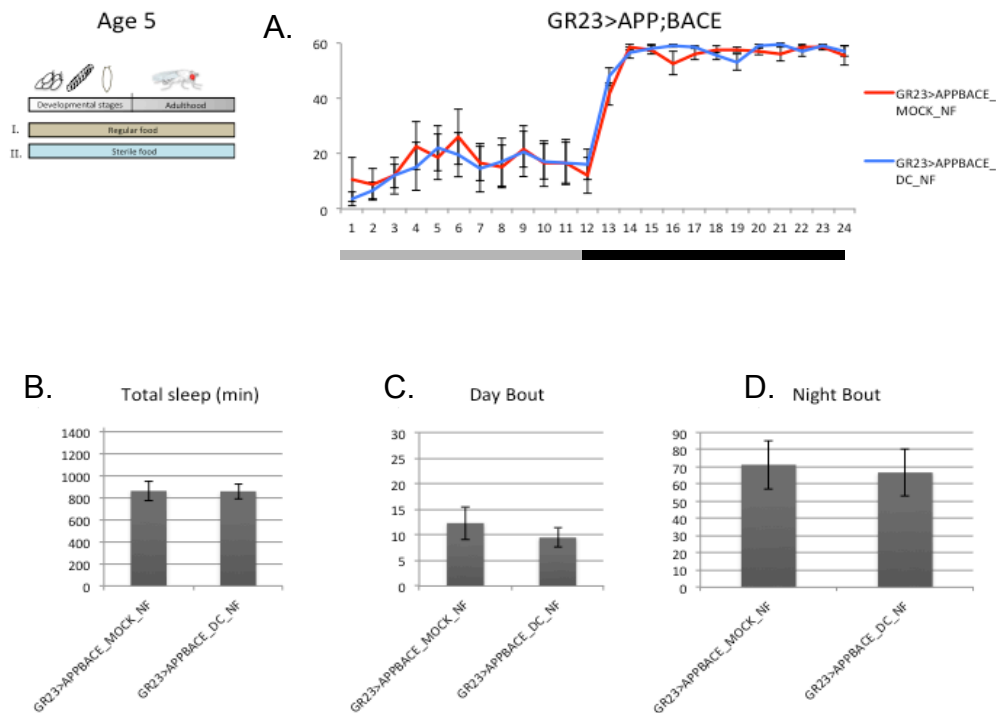 Age 5
Developmental stages
Adulthood
I.
Regular food
II.
Sterile food
A.
GR23>APP;BACE
60
40
20
0
1 2 3 4 5 6 7 8 9 10 11 12 13 14 15 16 17 18 19 20 21 22 23 24
GR23>APPBACE_
MOCK_NF
GR23>APPBACE_
DC_NF
B.
Total sleep (min)
1400
1200
1000
800
600
400
200
0
GR23>APPBACE_MOCK_NF
GR23>APPBACE_DC_NF
C.
Day Bout
30
25
20
15
10
5
0
GR23>APPBACE_MOCK_NF
GR23>APPBACE_DC_NF
D.
Night Bout
90
80
70
60
50
40
30
20
10
0
GR23>APPBACE_MOCK_NF
GR23>APPBACE_DC_NF